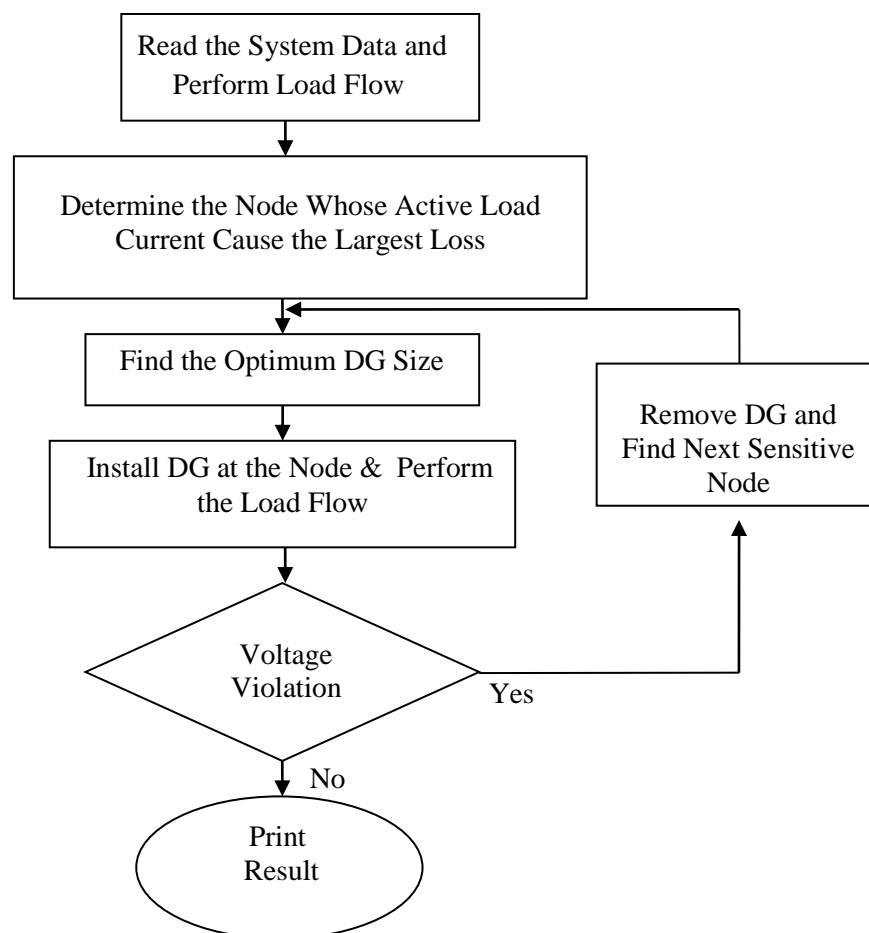 Read the System Data and
Perform Load Flow
Determine the Node Whose Active Load
Current Cause the Largest Loss
Find the Optimum DG Size
Install DG at the Node & Perform
the Load Flow
Remove DG and
Find Next Sensitive
Node
Voltage
Violation
Yes
No
Print
Result